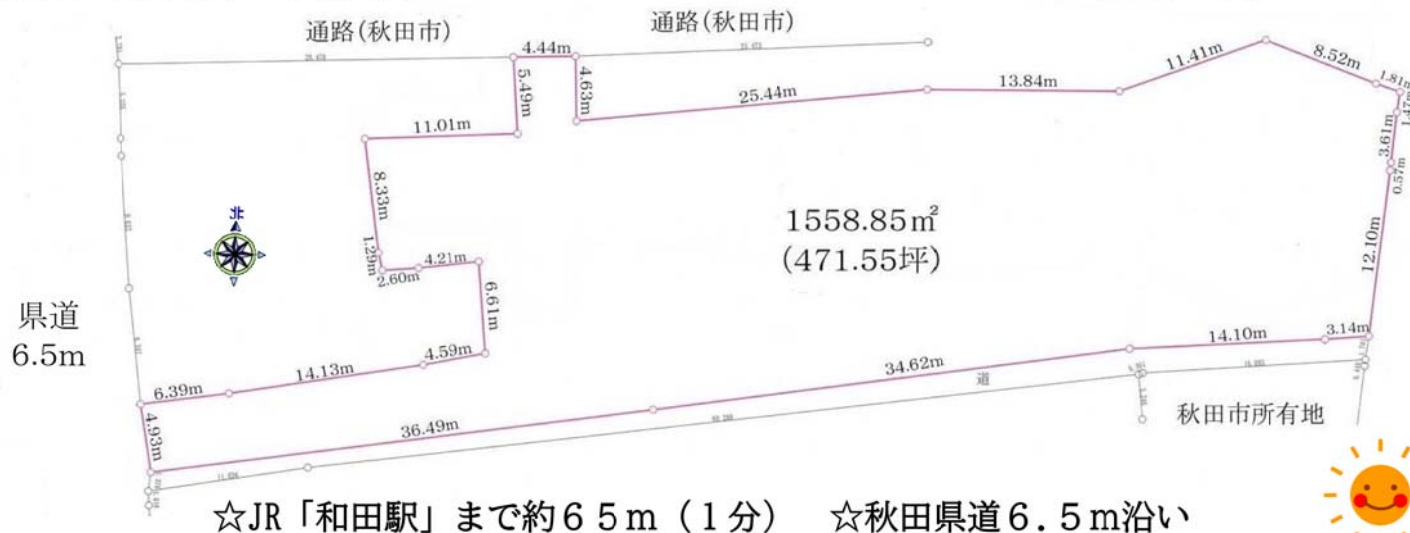 通路(秋田市)
通路(秋田市)
4.44m
5.49m
4.63m
25.44m
13.84m
11.41m
8.52m
1.81m
1.47m
3.61m
0.57m
12.10m
11.01m
8.33m
1.29m
2.60m
4.21m
6.61m
4.59m
14.13m
6.39m
4.93m
36.49m
34.62m
14.10m
3.14m
1558.85㎡
(471.55坪)
北
県道
6.5m
道
秋田市所有地
☆JR「和田駅」まで約65m（1分） ☆秋田県道6.5m沿い